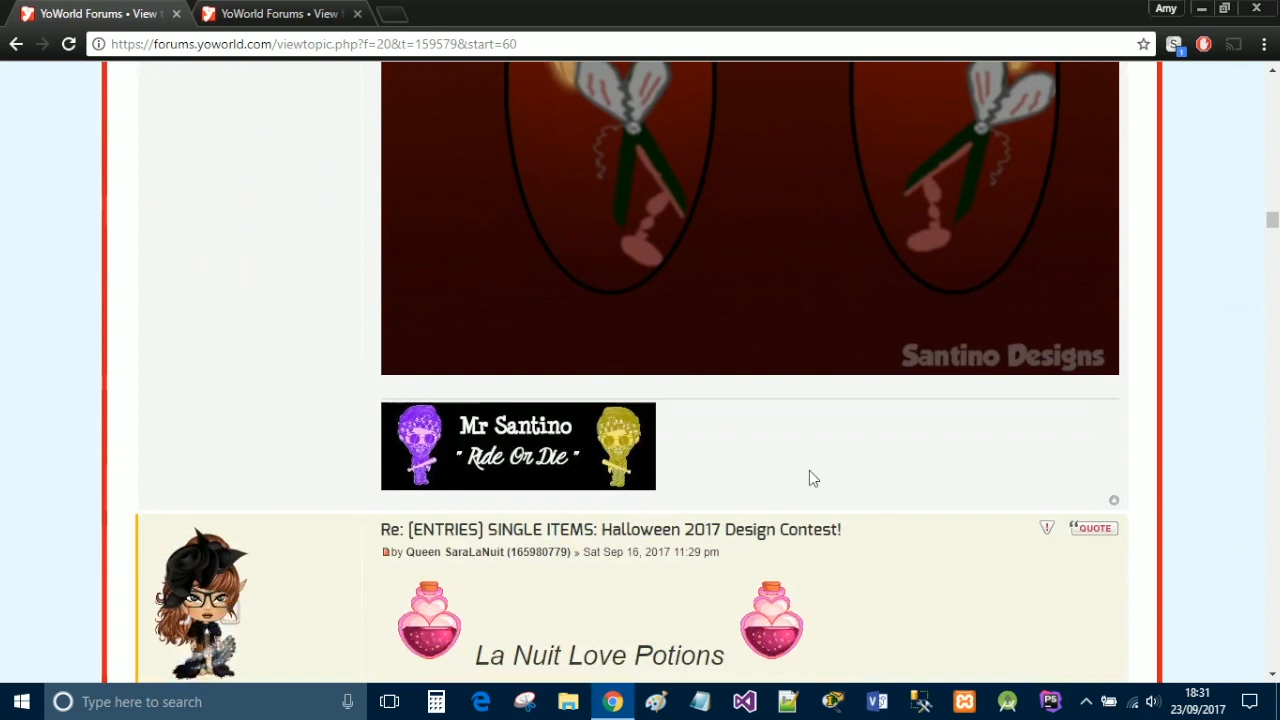 YoWorld Forums • View t
YoWorld Forums • View
Amy
https://forums.yoworld.com/viewtopic.php?f=20&t=159579&start=60
S
1
Santino Designs
Mr Santino
" Ride Or Die "
Re: [ENTRIES] SINGLE ITEMS: Halloween 2017 Design Contest!
QUOTE
by Queen SaraLaNuit (165980779) » Sat Sep 16, 2017 11:29 pm
La Nuit Love Potions
Type here to search
18:31
23/09/2017